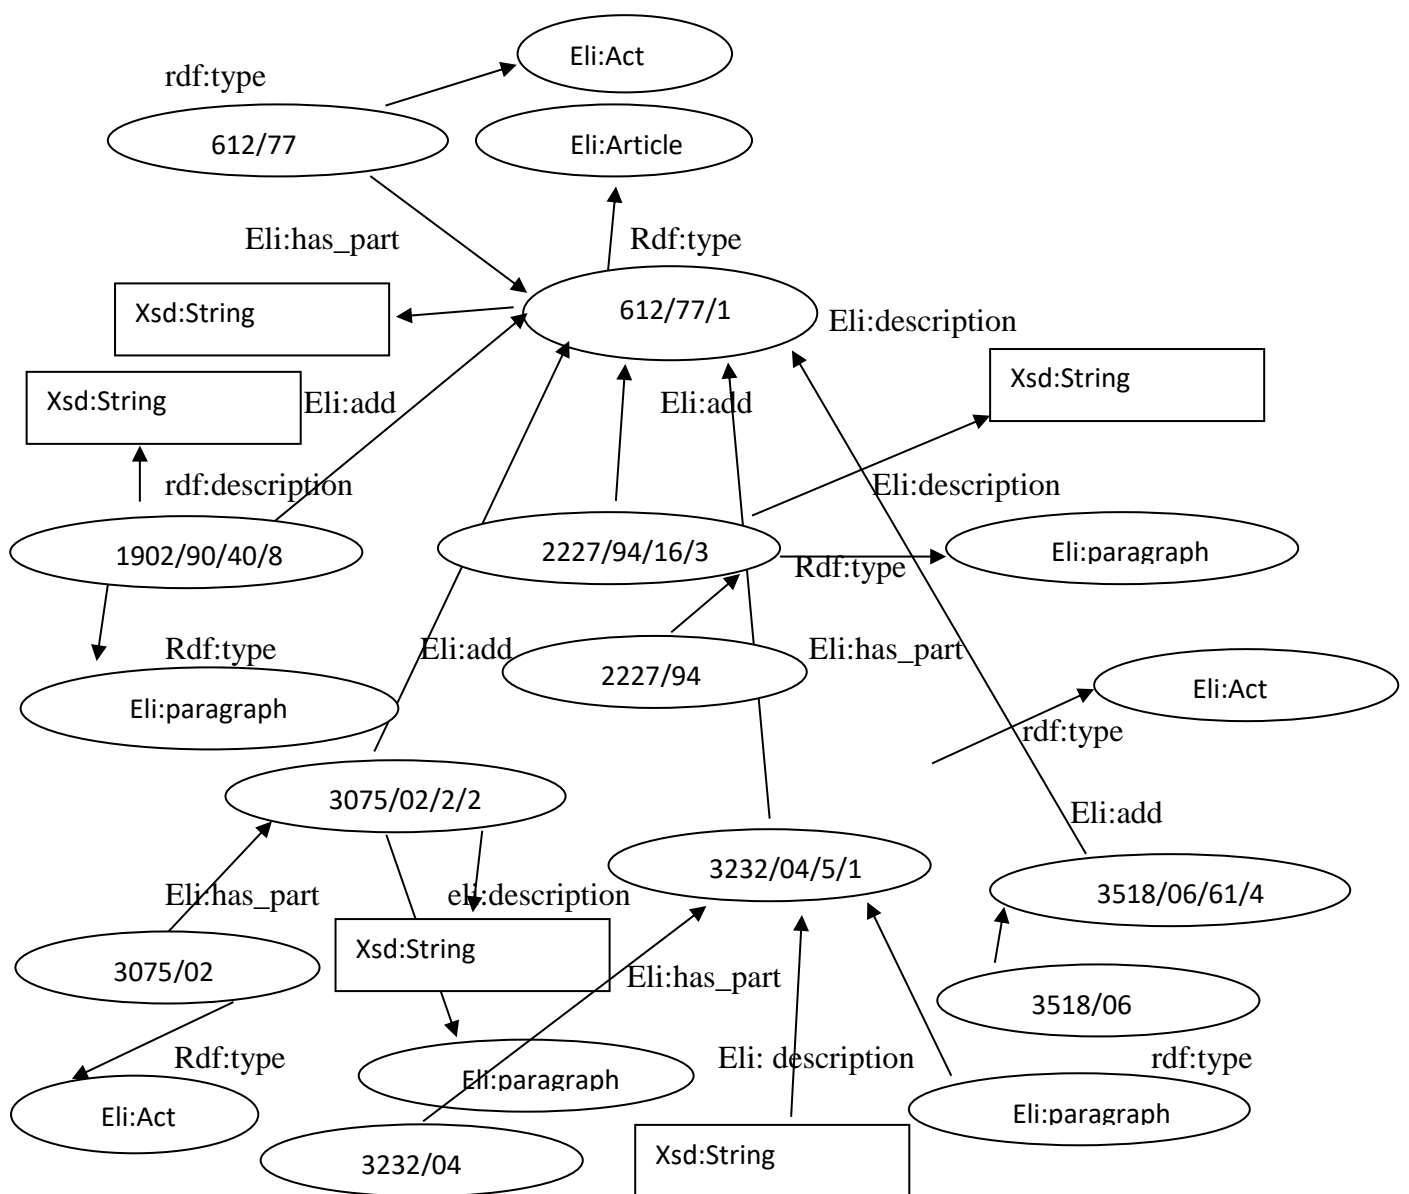 Eli:Act
rdf:type
612/77
Eli:Article
Eli:has_part
Rdf:type
Xsd:String
612/77/1
Eli:description
Xsd:String
Xsd:String
Eli:add
Eli:add
rdf:description
Eli:description
1902/90/40/8
2227/94/16/3
Eli:paragraph
Rdf:type
Rdf:type
Eli:add
Eli:has_part
2227/94
Eli:Act
Eli:paragraph
rdf:type
3075/02/2/2
Eli:add
3232/04/5/1
Eli:has_part
eli:description
3518/06/61/4
Xsd:String
3075/02
Eli:has_part
3518/06
Rdf:type
Eli: description
rdf:type
Eli:paragraph
Eli:Act
Eli:paragraph
3232/04
Xsd:String